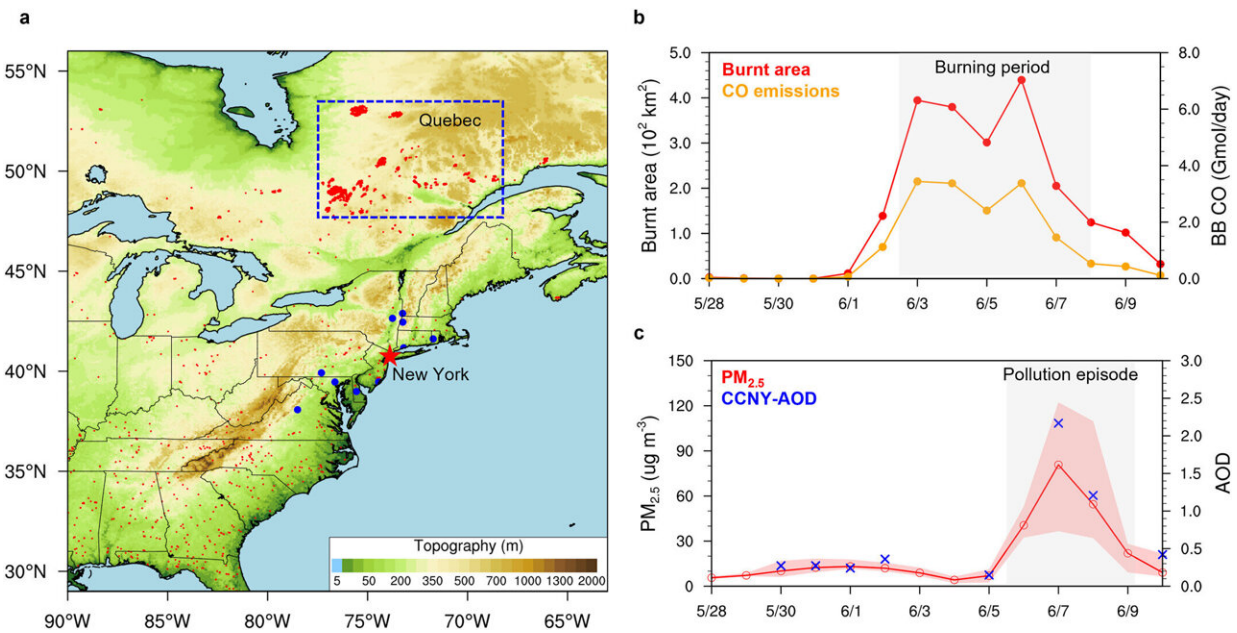 a
55°N
50°N
45°N
40°N
35°N
30°N
90°W 85°W 80°W 75°W 70°W 65°W
Quebec
New York
Topography (m)
5 50 200 350 500 700 1000 1300 2000
b
Burnt area
CO emissions
Burning period
Burnt area (10² km²)
5.0
4.0
3.0
2.0
1.0
0.0
8.0
6.0
4.0
2.0
0.0
BB CO (Gmol/day)
5/28 5/30 6/1 6/3 6/5 6/7 6/9
c
PM2.5
CCNY-AOD
Pollution episode
PM2.5 (ug m-3)
150
120
90
60
30
0
3.0
2.5
2.0
1.5
1.0
0.5
0.0
AOD
5/28 5/30 6/1 6/3 6/5 6/7 6/9